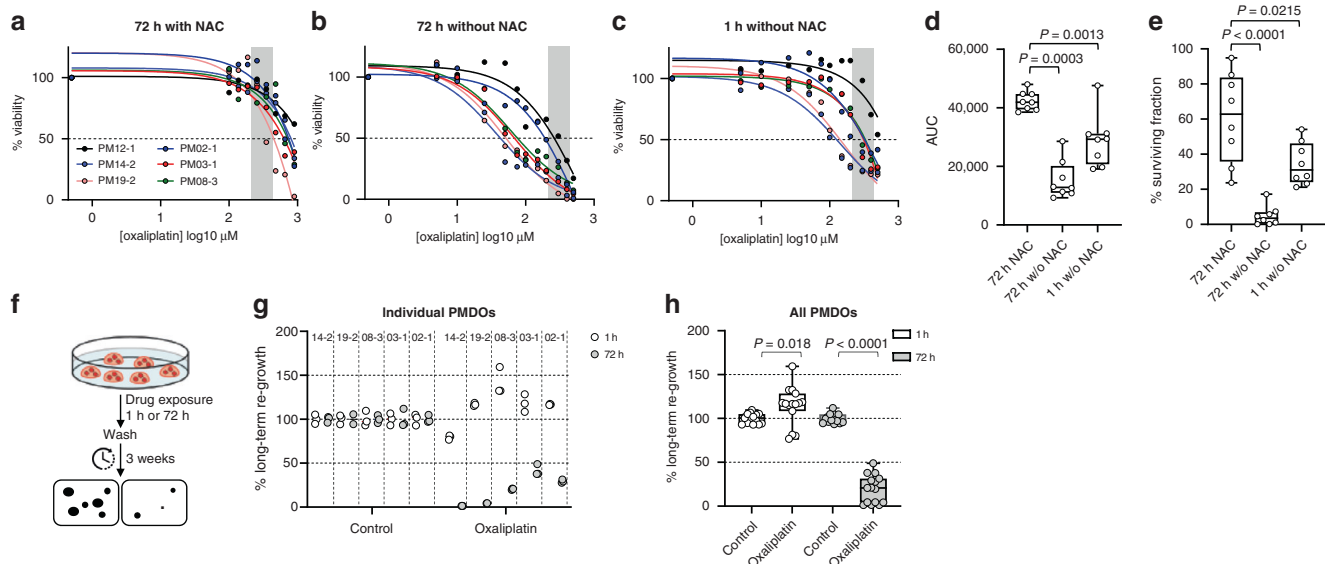 a
72 h with NAC
% viability
100
50
0
PM12-1
PM02-1
PM14-2
PM03-1
PM19-2
PM08-3
0
1
2
3
[oxaliplatin] log10 μM
b
72 h without NAC
% viability
100
50
0
0
1
2
3
[oxaliplatin] log10 μM
c
1 h without NAC
% viability
100
50
0
0
1
2
3
[oxaliplatin] log10 μM
d
AUC
60,000
40,000
20,000
0
P = 0.0013
P = 0.0003
72 h NAC
72 h w/o NAC
1 h w/o NAC
e
% surviving fraction
100
80
60
40
20
0
P = 0.0215
P < 0.0001
72 h NAC
72 h w/o NAC
1 h w/o NAC
f
Drug exposure
1 h or 72 h
Wash
3 weeks
g
Individual PMDOs
% long-term re-growth
200
150
100
50
0
14-2 19-2 08-3 03-1 02-1 14-2 19-2 08-3 03-1 02-1
1 h
72 h
Control
Oxaliplatin
h
All PMDOs
% long-term re-growth
200
150
100
50
0
P = 0.018
P < 0.0001
1 h
72 h
Control
Oxaliplatin
Control
Oxaliplatin